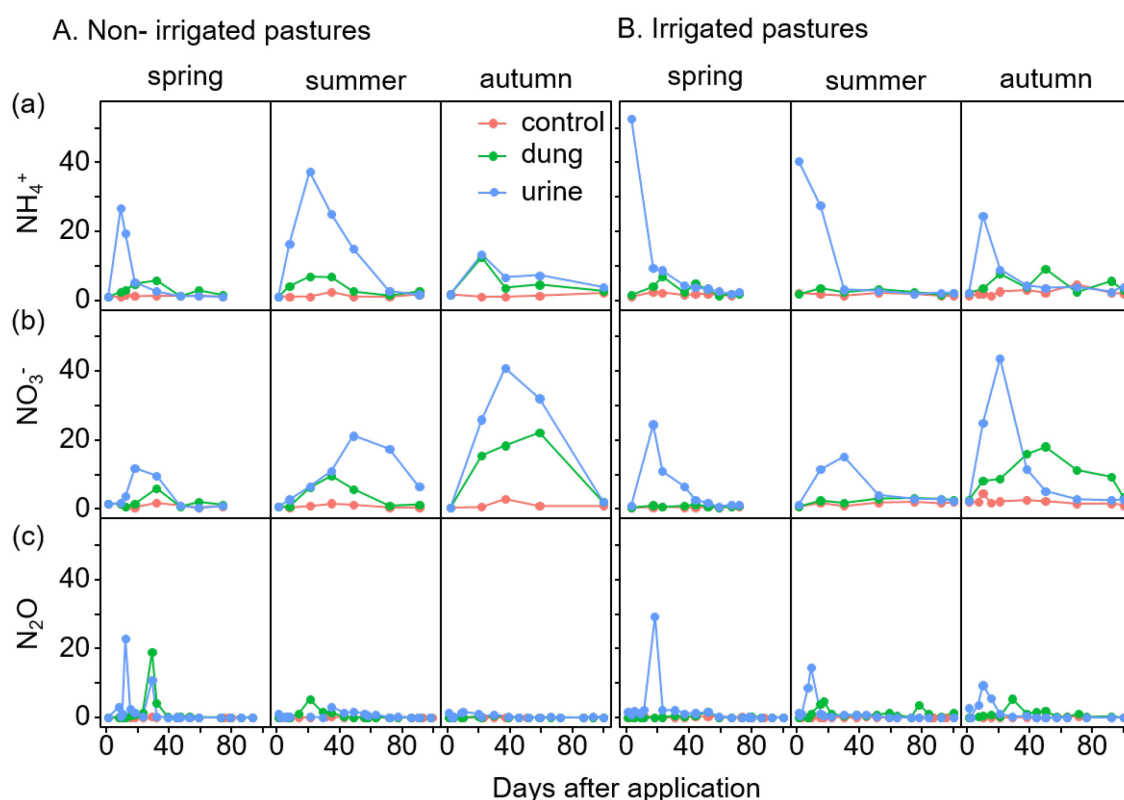 A. Non- irrigated pastures
B. Irrigated pastures
spring
summer
autumn
spring
summer
autumn
(a)
control
dung
urine
NH₄⁺
40
20
0
(b)
NO₃⁻
40
20
0
(c)
N₂O
40
20
0
0 40 80 0 40 80 0 40 80 0 40 80 0 40 80 0 40 80
Days after application